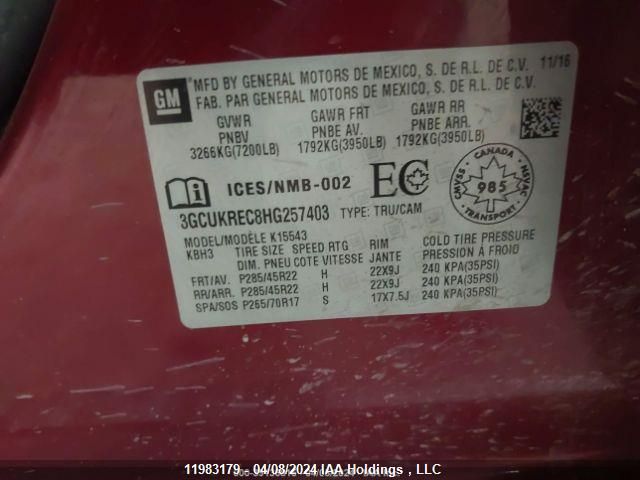 GM
MFD BY GENERAL MOTORS DE MEXICO, S. DE R.L. DE C.V. 11/16
FAB. PAR GENERAL MOTORS DE MEXICO, S. DE R.L. DE C.V.
GVWR GAWR FRT GAWR RR
PNBV PNBE AV. PNBE ARR.
3266KG(7200LB) 1792KG(3950LB) 1792KG(3950LB)
ICES/NMB-002 EC
CANADA
CMVSS 985 NSVAC
3GCUKREC8HG257403 TYPE: TRU/CAM
MODEL/MODÈLE K15543
KBH3 TIRE SIZE SPEED RTG RIM COLD TIRE PRESSURE
DIM. PNEU COTE VITESSE JANTE PRESSION À FROID
FRT/AV. P285/45R22 H 22X9J 240 KPA(35PSI)
RR/ARR. P285/45R22 H 22X9J 240 KPA(35PSI)
SPA/SOS P265/70R17 S 17X7.5J 240 KPA(35PSI)
11983179 - 04/08/2024 IAA Holdings , LLC